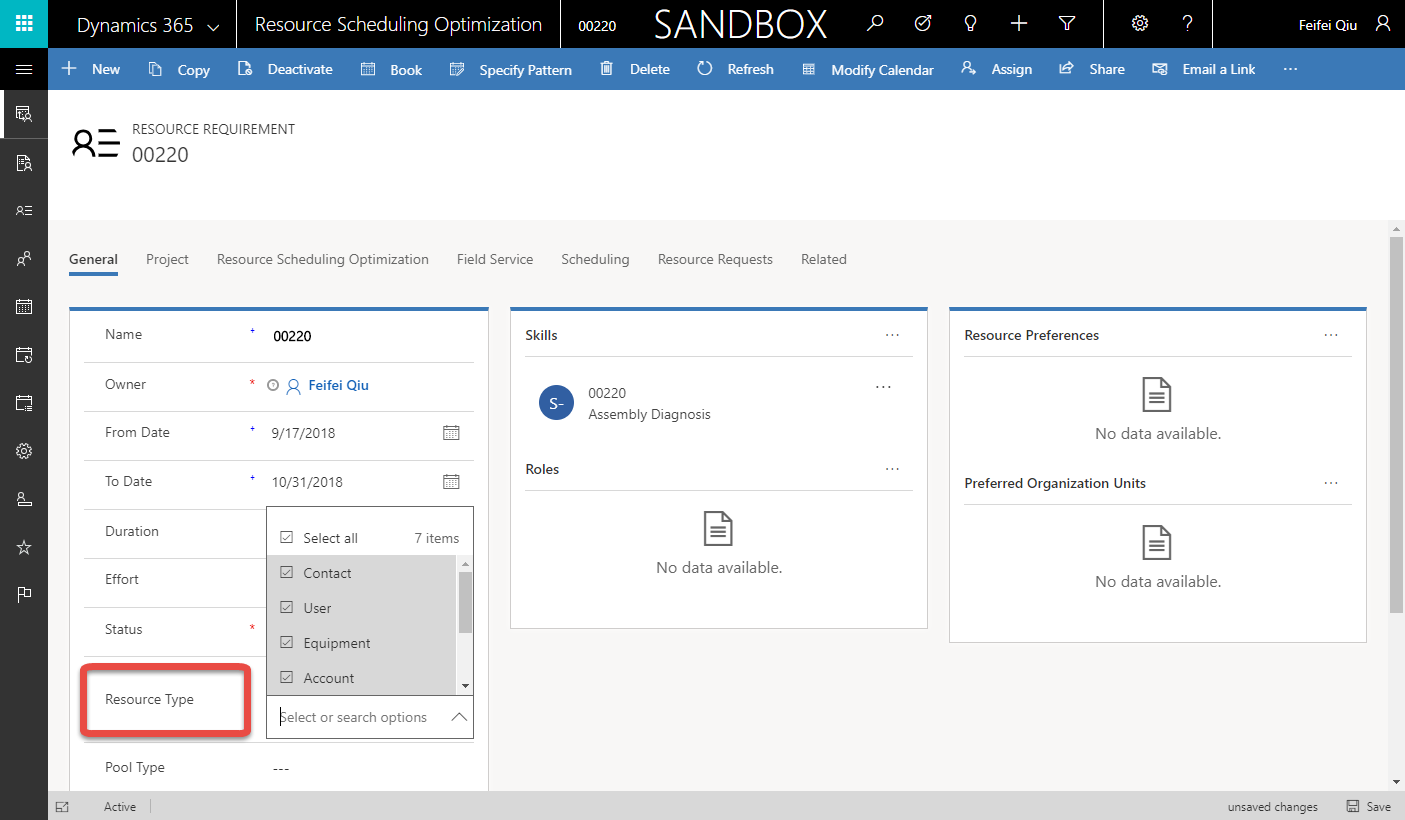 Dynamics 365
Resource Scheduling Optimization
00220
SANDBOX
?
Feifei Qiu
New
Copy
Deactivate
Book
Specify Pattern
Delete
Refresh
Modify Calendar
Assign
Share
Email a Link
...
RESOURCE REQUIREMENT
00220
General
Project
Resource Scheduling Optimization
Field Service
Scheduling
Resource Requests
Related
Name + 00220
Owner * Feifei Qiu
From Date + 9/17/2018
To Date + 10/31/2018
Duration
Effort
Status *
Resource Type
Select all 7 items
Contact
User
Equipment
Account
Select or search options
Pool Type ---
Skills ...
S-
00220 ...
Assembly Diagnosis
Roles ...
No data available.
Resource Preferences ...
No data available.
Preferred Organization Units ...
No data available.
Active
unsaved changes
Save